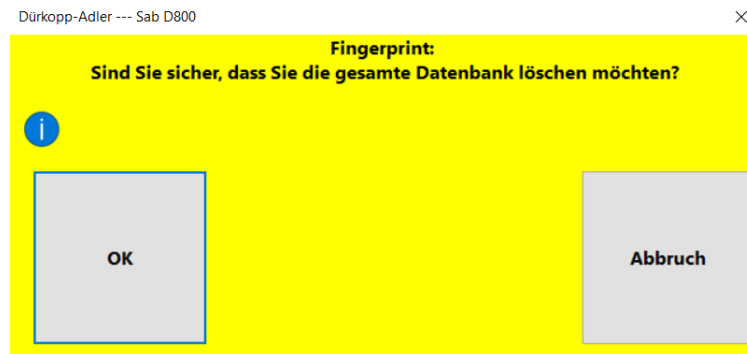 Dürkopp-Adler --- Sab D800
Fingerprint:
Sind Sie sicher, dass Sie die gesamte Datenbank löschen möchten?
i
OK
Abbruch